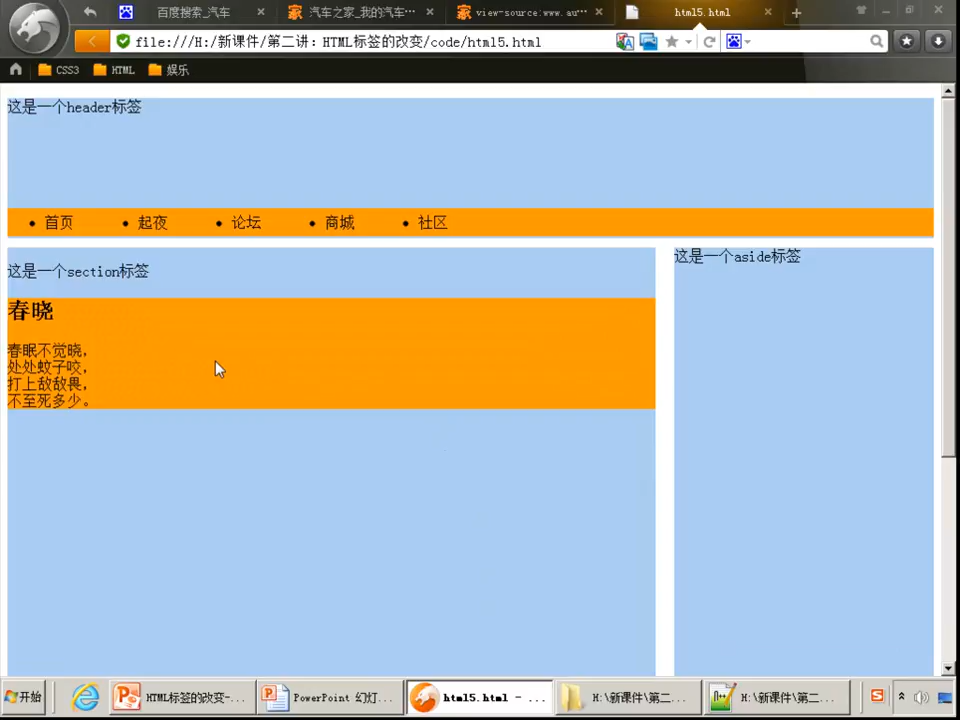 百度搜索_汽车
汽车之家_我的汽车…
view-source:www.au…
html5.html
file:///H:/新课件/第二讲：HTML标签的改变/code/html5.html
CSS3
HTML
娱乐
这是一个header标签
• 首页
• 起夜
• 论坛
• 商城
• 社区
这是一个section标签
这是一个aside标签
春晓
春眠不觉晓，
处处蚊子咬，
打上敌敌畏，
不至死多少。
开始
HTML标签的改变-...
PowerPoint 幻灯...
html5.html - ...
H:\新课件\第二...
H:\新课件\第二...